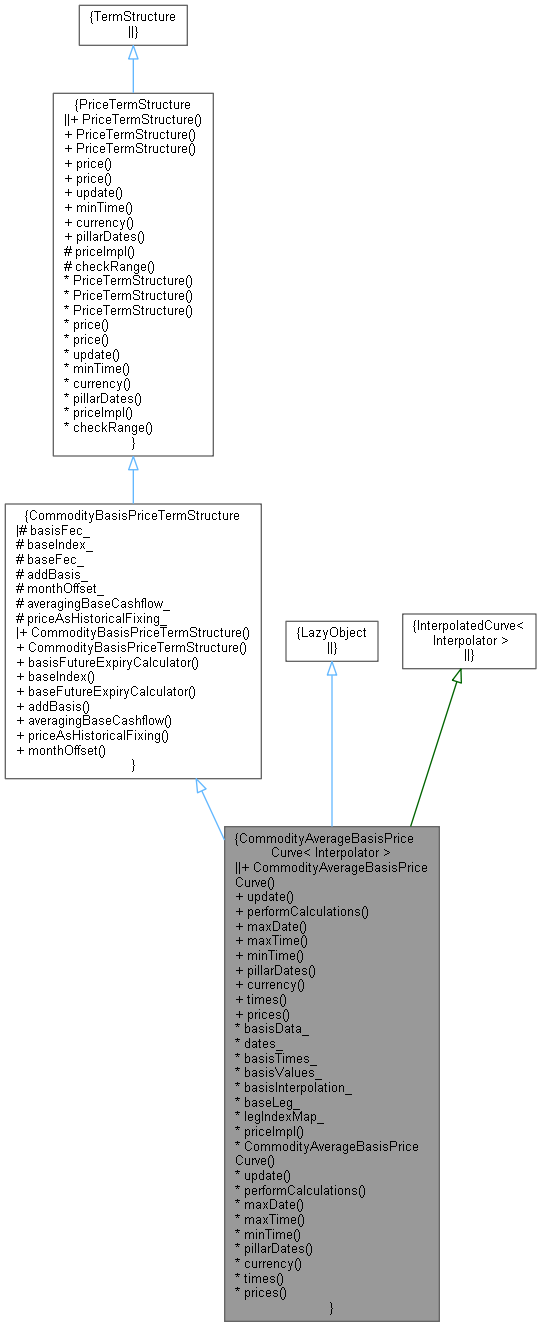 {TermStructure
||}
{PriceTermStructure
||+ PriceTermStructure()
+ PriceTermStructure()
+ PriceTermStructure()
+ price()
+ price()
+ update()
+ minTime()
+ currency()
+ pillarDates()
# priceImpl()
# checkRange()
* PriceTermStructure()
* PriceTermStructure()
* PriceTermStructure()
* price()
* price()
* update()
* minTime()
* currency()
* pillarDates()
* priceImpl()
* checkRange()
}
{CommodityBasisPriceTermStructure
|# basisFec_
# baseIndex_
# baseFec_
# addBasis_
# monthOffset_
# averagingBaseCashflow_
# priceAsHistoricalFixing_
|+ CommodityBasisPriceTermStructure()
+ CommodityBasisPriceTermStructure()
+ basisFutureExpiryCalculator()
+ baseIndex()
+ baseFutureExpiryCalculator()
+ addBasis()
+ averagingBaseCashflow()
+ priceAsHistoricalFixing()
+ monthOffset()
}
{LazyObject
||}
{InterpolatedCurve<
Interpolator >
||}
{CommodityAverageBasisPrice
Curve< Interpolator >
||+ CommodityAverageBasisPrice
Curve()
+ update()
+ performCalculations()
+ maxDate()
+ maxTime()
+ minTime()
+ pillarDates()
+ currency()
+ times()
+ prices()
* basisData_
* dates_
* basisTimes_
* basisValues_
* basisInterpolation_
* baseLeg_
* legIndexMap_
* priceImpl()
* CommodityAverageBasisPrice
Curve()
* update()
* performCalculations()
* maxDate()
* maxTime()
* minTime()
* pillarDates()
* currency()
* times()
* prices()
}